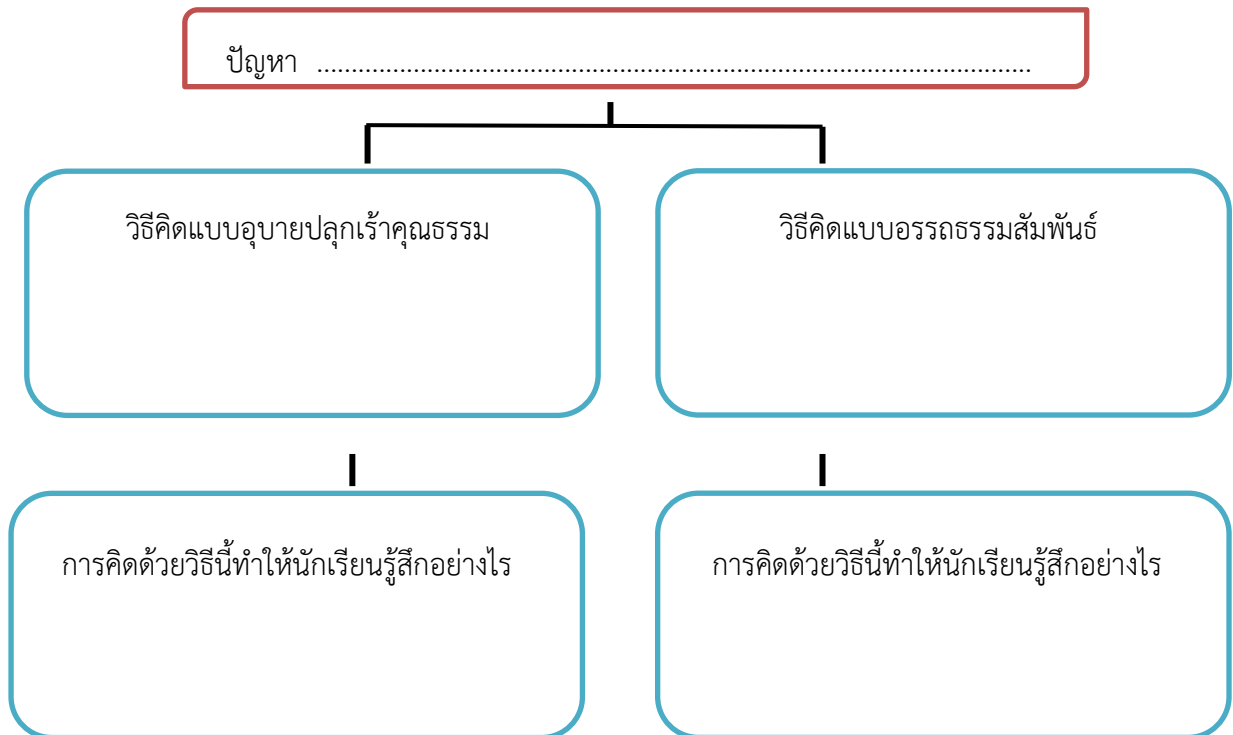 ปัญหา ........................................................................................................
วิธีคิดแบบอุบายปลุกเร้าคุณธรรม
วิธีคิดแบบอรรถธรรมสัมพันธ์
การคิดด้วยวิธีนี้ทำให้นักเรียนรู้สึกอย่างไร
การคิดด้วยวิธีนี้ทำให้นักเรียนรู้สึกอย่างไร